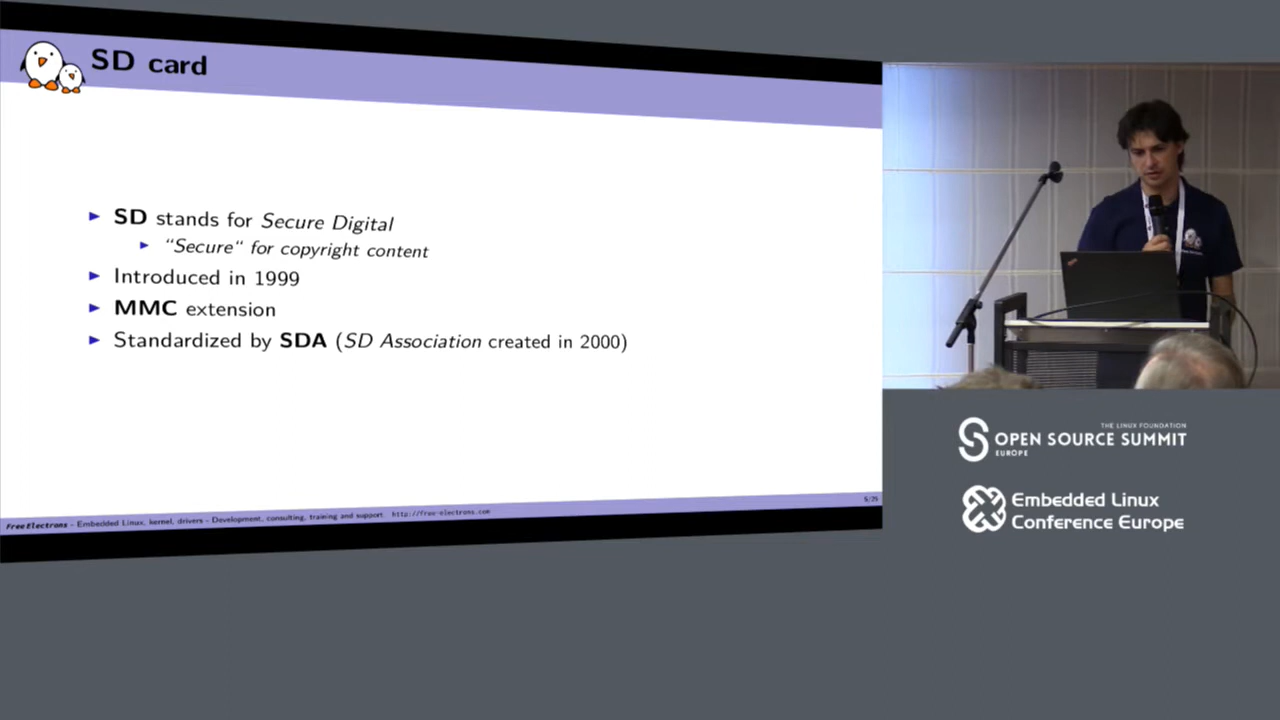 SD card
► SD stands for Secure Digital
► “Secure“ for copyright content
► Introduced in 1999
► MMC extension
► Standardized by SDA (SD Association created in 2000)
Free Electrons - Embedded Linux, kernel, drivers - Development, consulting, training and support. http://free-electrons.com
THE LINUX FOUNDATION
OPEN SOURCE SUMMIT
EUROPE
Embedded Linux
Conference Europe